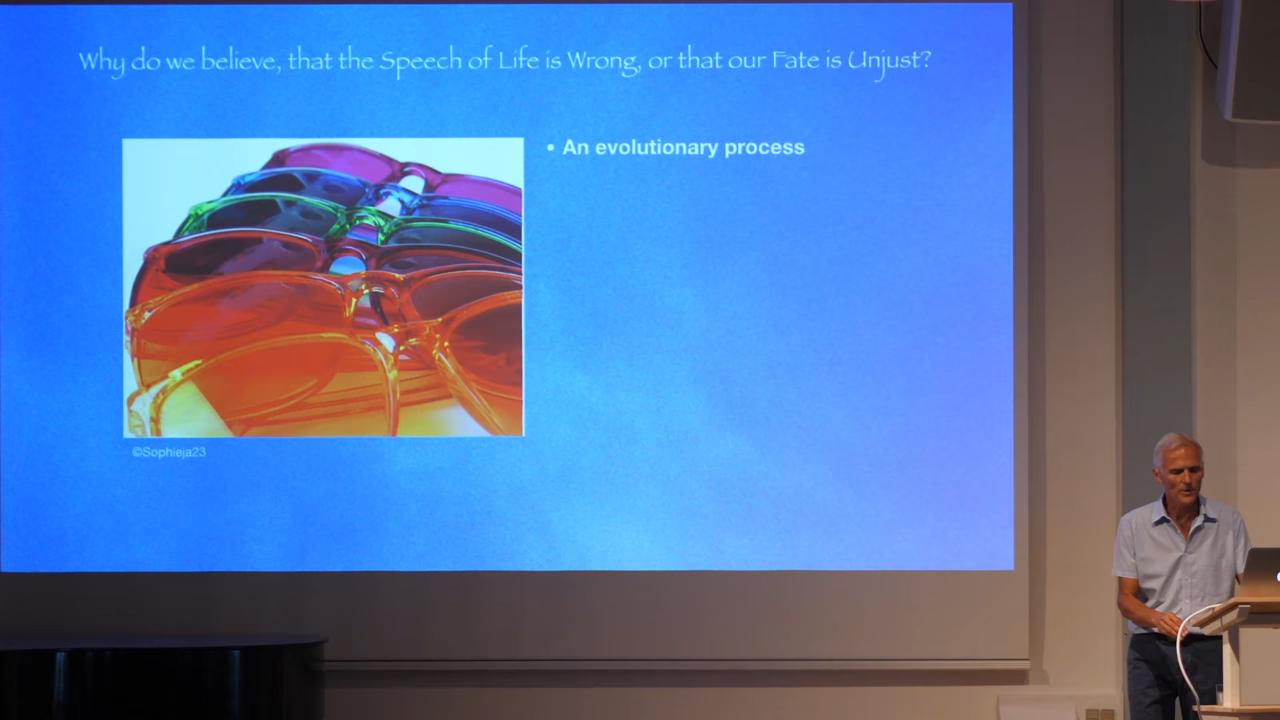 Why do we believe, that the Speech of Life is Wrong, or that our Fate is Unjust?
• An evolutionary process
©Sophieja23